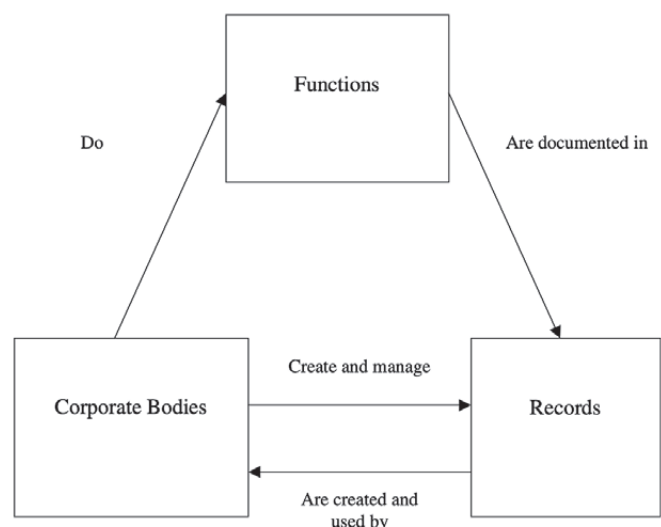 Functions
Do
Are documented in
Create and manage
Corporate Bodies
Records
Are created and
used by